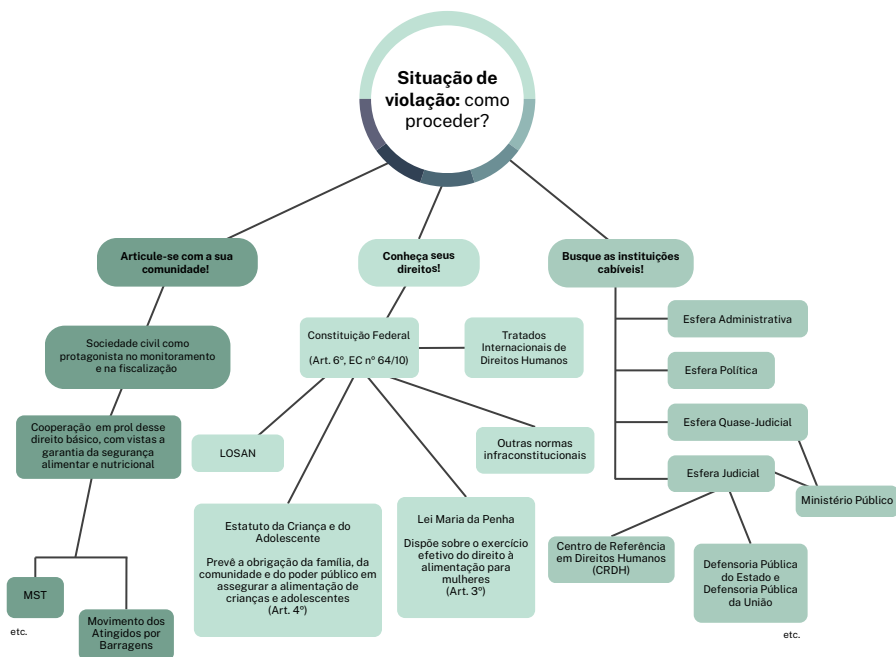 Situação de
violação: como
proceder?
Articule-se com a sua
comunidade!
Sociedade civil como
protagonista no monitoramento
e na fiscalização
Cooperação em prol desse
direito básico, com vistas a
garantia da segurança
alimentar e nutricional
MST
Movimento dos
Atingidos por
Barragens
etc.
Conheça seus
direitos!
Constituição Federal
(Art. 6º, EC nº 64/10)
Tratados
Internacionais de
Direitos Humanos
LOSAN
Estatuto da Criança e do
Adolescente
Prevê a obrigação da família, da
comunidade e do poder público em
assegurar a alimentação de
crianças e adolescentes
(Art. 4º)
Lei Maria da Penha
Dispõe sobre o exercício
efetivo do direito à
alimentação para
mulheres
(Art. 3º)
Outras normas
infraconstitucionais
Busque as instituições
cabíveis!
Esfera Administrativa
Esfera Política
Esfera Quase-Judicial
Esfera Judicial
Ministério Público
Centro de Referência
em Direitos Humanos
(CRDH)
Defensoria Pública
do Estado e
Defensoria Pública
da União
etc.